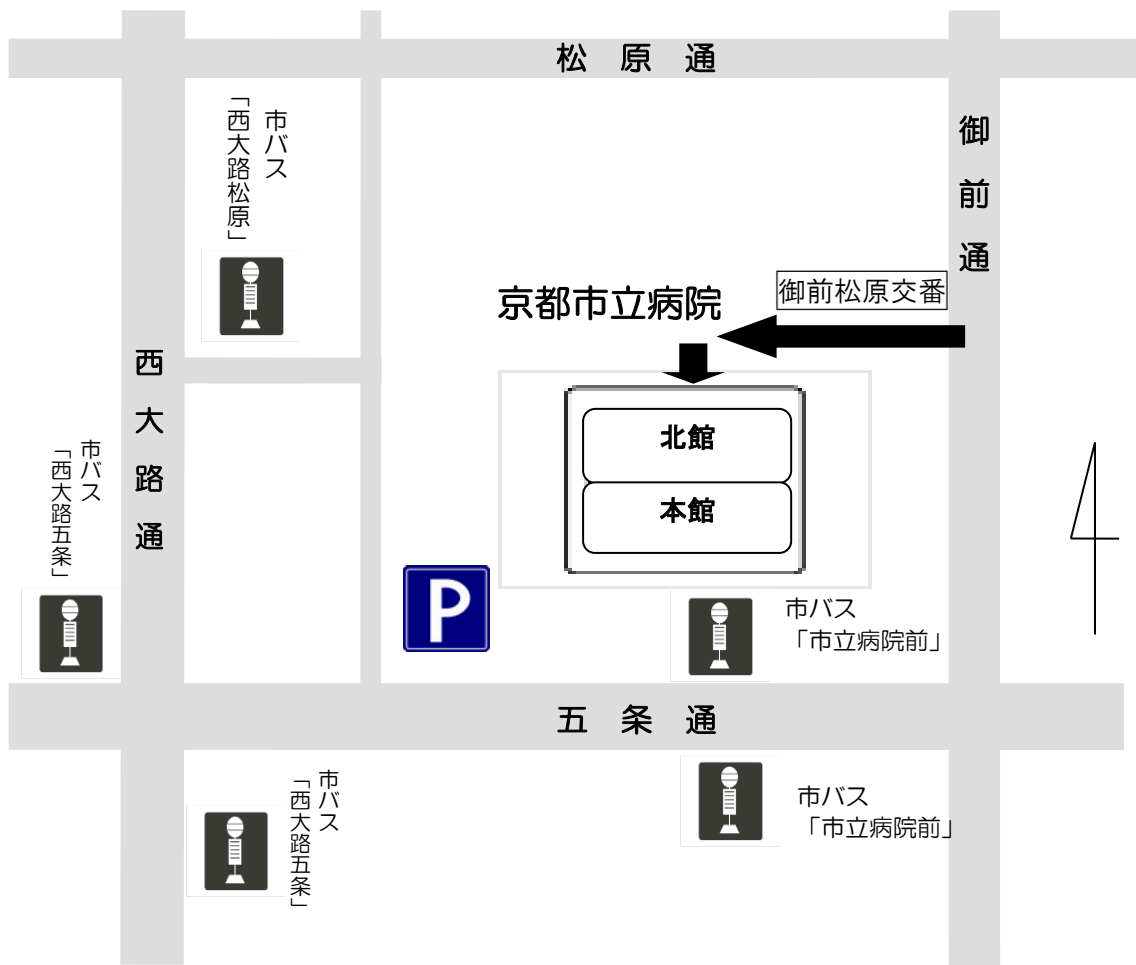 松原通
市バス
「西大路松原」
御前通
御前松原交番
京都市立病院
西大路通
北館
本館
市バス
「西大路五条」
P
市バス
「市立病院前」
五条通
市バス
「西大路五条」
市バス
「市立病院前」